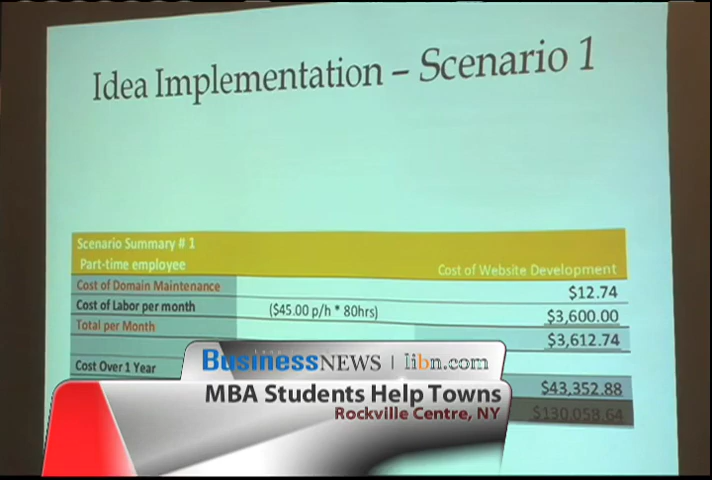 Idea Implementation – Scenario 1
Scenario Summary # 1
Part-time employee
Cost of Website Development
Cost of Domain Maintenance $12.74
Cost of Labor per month ($45.00 p/h * 80hrs) $3,600.00
Total per Month $3,612.74
Cost Over 1 Year $43,352.88
$130,058.64
BUSINESSNEWS | libn.com
MBA Students Help Towns
Rockville Centre, NY